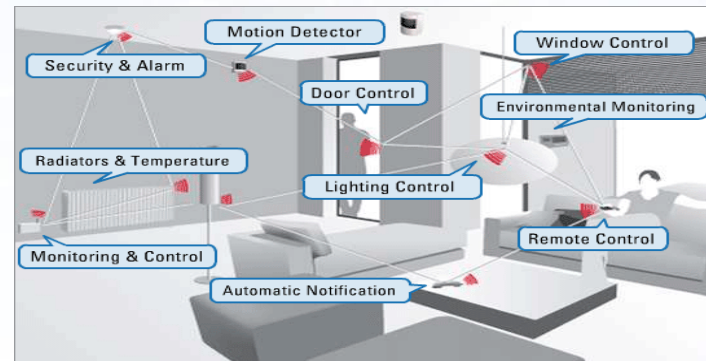 Motion Detector
Window Control
Security & Alarm
Door Control
Environmental Monitoring
Radiators & Temperature
Lighting Control
Remote Control
Monitoring & Control
Automatic Notification